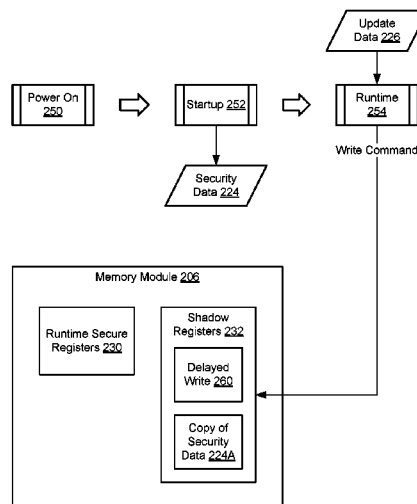 Update
Data 226
Power On
250
Startup 252
Runtime
254
Write Command
Security
Data 224
Memory Module 206
Runtime Secure
Registers 230
Shadow
Registers 232
Delayed
Write 260
Copy of
Security
Data 224A